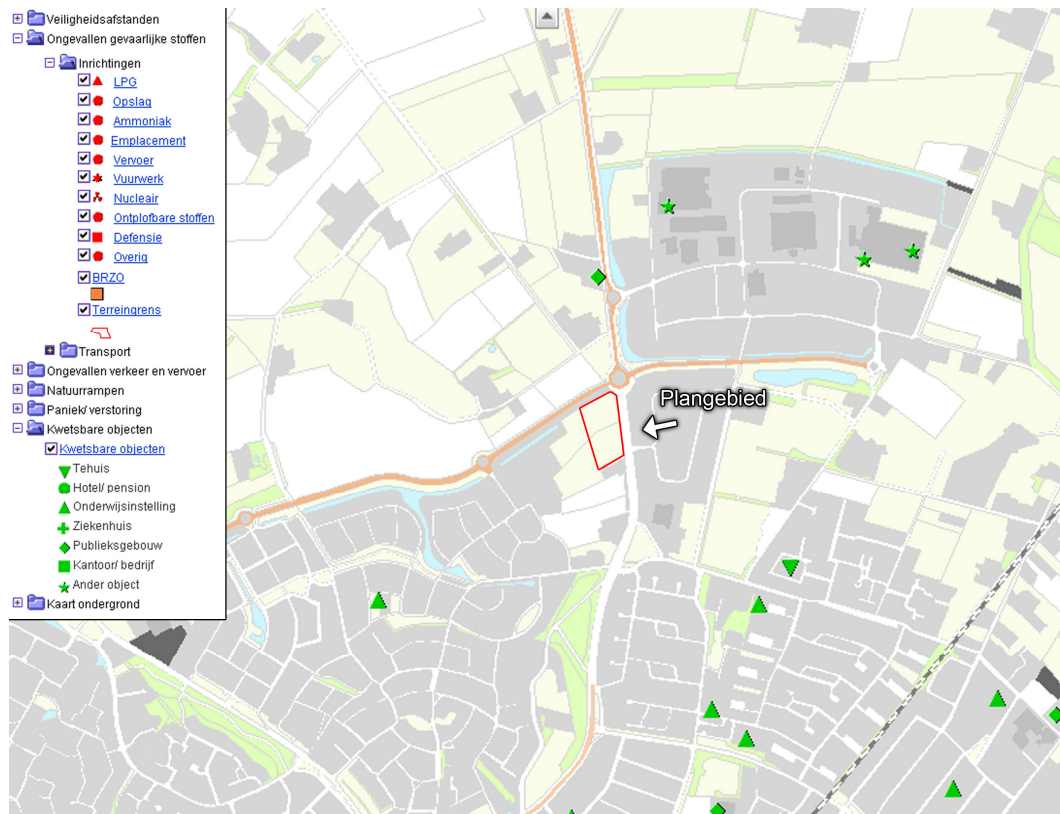 Veiligheidsafstanden
Ongevallen gevaarlijke stoffen
Inrichtingen
LPG
Opslag
Ammoniak
Emplacement
Vervoer
Vuurwerk
Nucleair
Ontplofbare stoffen
Defensie
Overig
BRZO
Terreingrens
Transport
Ongevallen verkeer en vervoer
Natuurrampen
Paniek/ verstoring
Kwetsbare objecten
Kwetsbare objecten
Tehuis
Hotel/ pension
Onderwijsinstelling
Ziekenhuis
Publieksgebouw
Kantoor/ bedrijf
Ander object
Kaart ondergrond
Plangebied